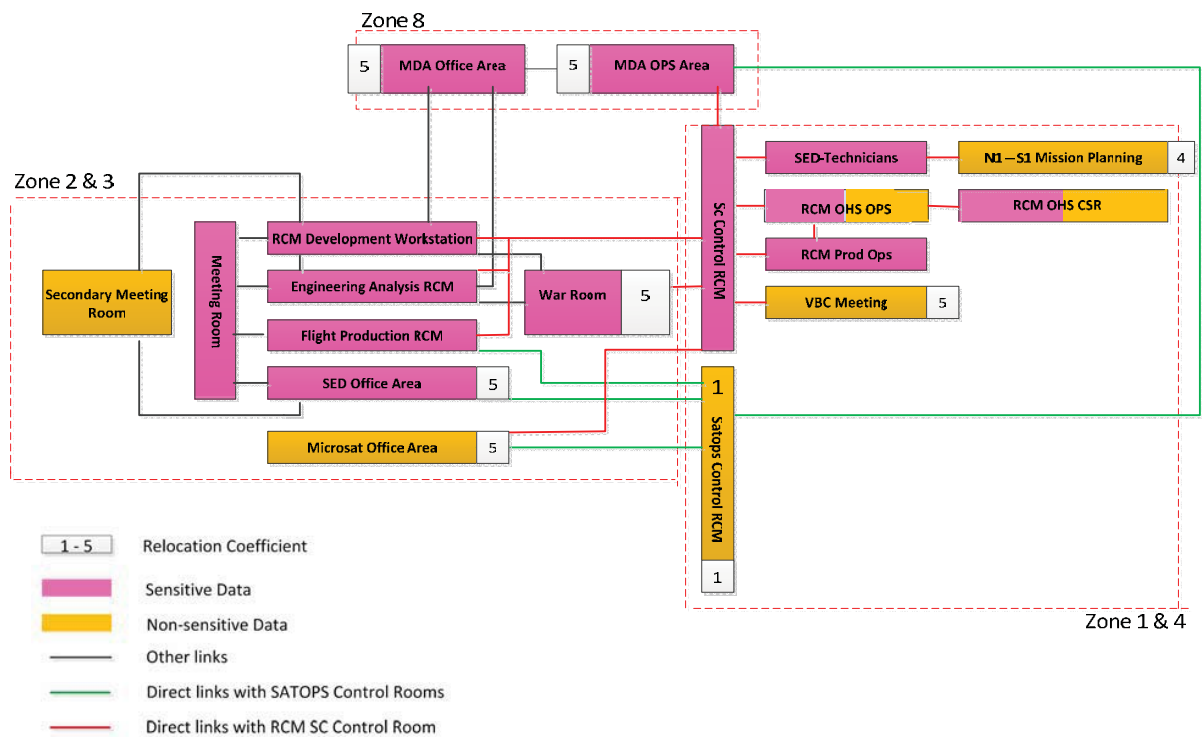 Zone 8
5
MDA Office Area
5
MDA OPS Area
Zone 2 & 3
Secondary Meeting
Room
Meeting Room
RCM Development Workstation
Engineering Analysis RCM
Flight Production RCM
SED Office Area
5
Microsat Office Area
5
War Room
5
Sc Control RCM
SED-Technicians
N1—S1 Mission Planning
4
RCM OHS OPS
RCM OHS CSR
RCM Prod Ops
VBC Meeting
5
1
Satops Control RCM
1
Zone 1 & 4
1 - 5
Relocation Coefficient
Sensitive Data
Non-sensitive Data
Other links
Direct links with SATOPS Control Rooms
Direct links with RCM SC Control Room